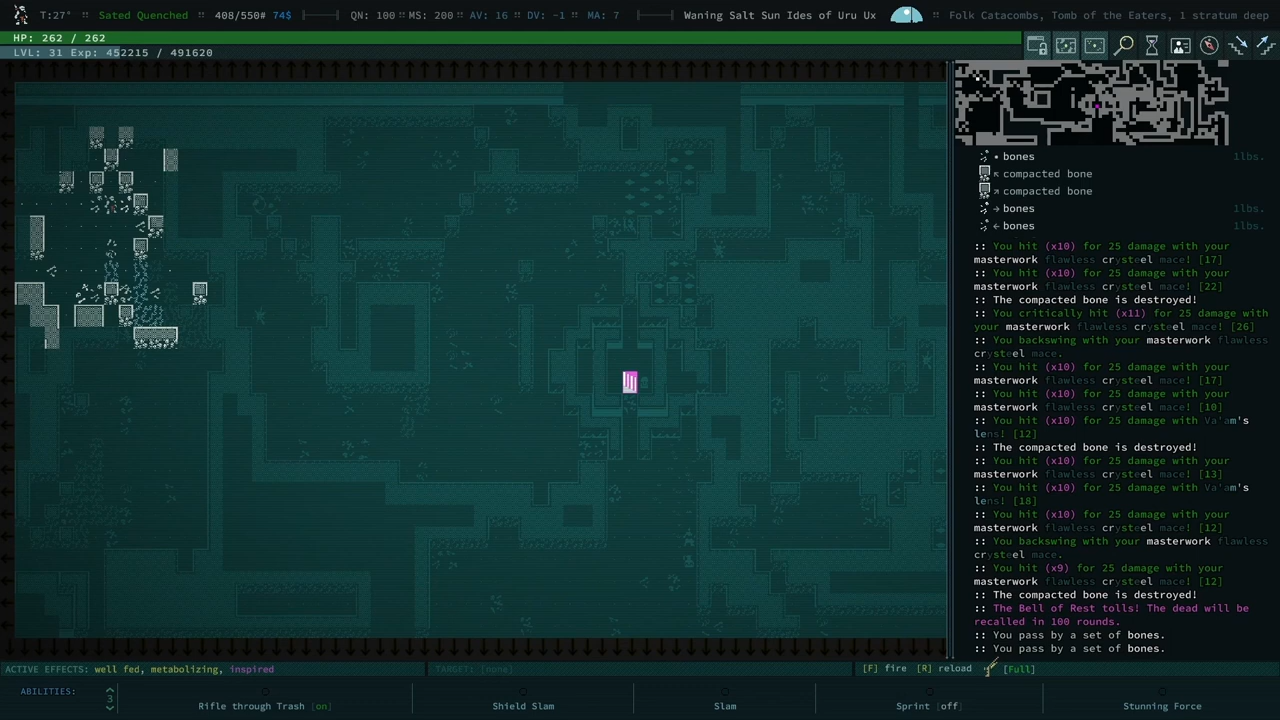 Sated Quenched :: 408/550# 74$ QN: 100 :: MS: 200 :: AV: 16 :: DV: -1 :: MA: 7 Waning Salt Sun Ides of Uru Ux :: Folk Catacombs, Tomb of the Eaters, 1 stratum deep
T:27° ::
HP: 262 / 262
LVL: 31 Exp: 452215 / 491620
bones 1lbs.
compacted bone
compacted bone
bones 1lbs.
bones 1lbs.
:: You hit (x10) for 25 damage with your
masterwork flawless crysteel mace! [17]
:: You hit (x10) for 25 damage with your
masterwork flawless crysteel mace! [22]
:: The compacted bone is destroyed!
:: You critically hit (x11) for 25 damage with
your masterwork flawless crysteel mace! [26]
:: You backswing with your masterwork flawless
crysteel mace.
:: You hit (x10) for 25 damage with your
masterwork flawless crysteel mace! [17]
:: You hit (x10) for 25 damage with your
masterwork flawless crysteel mace! [10]
:: You hit (x10) for 25 damage with Va'am's
lens! [12]
:: The compacted bone is destroyed!
:: You hit (x10) for 25 damage with your
masterwork flawless crysteel mace! [13]
:: You hit (x10) for 25 damage with Va'am's
lens! [18]
:: You hit (x10) for 25 damage with your
masterwork flawless crysteel mace! [12]
:: You backswing with your masterwork flawless
crysteel mace.
:: You hit (x9) for 25 damage with your
masterwork flawless crysteel mace! [12]
:: The compacted bone is destroyed!
:: The Bell of Rest tolls! The dead will be
recalled in 100 rounds.
:: You pass by a set of bones.
:: You pass by a set of bones.
ACTIVE EFFECTS: well fed, metabolizing, inspired TARGET: [none] [F] fire [R] reload [Full]
ABILITIES: 3 Rifle through Trash [on] Shield Slam Slam Sprint [off] Stunning Force